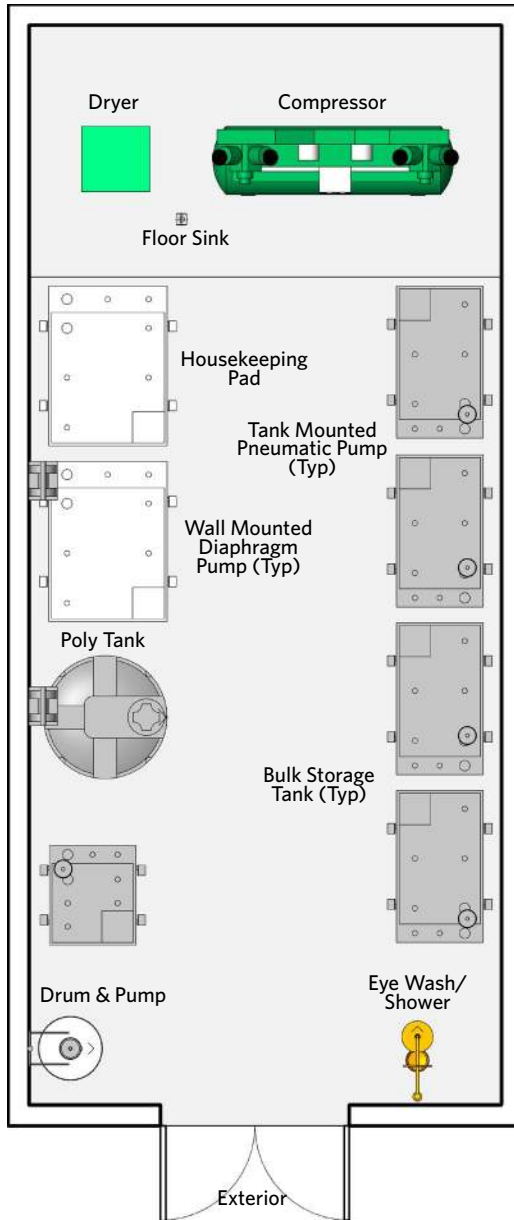 Dryer
Compressor
Floor Sink
Housekeeping
Pad
Tank Mounted
Pneumatic Pump
(Typ)
Wall Mounted
Diaphragm
Pump (Typ)
Poly Tank
Bulk Storage
Tank (Typ)
Drum & Pump
Eye Wash/
Shower
Exterior